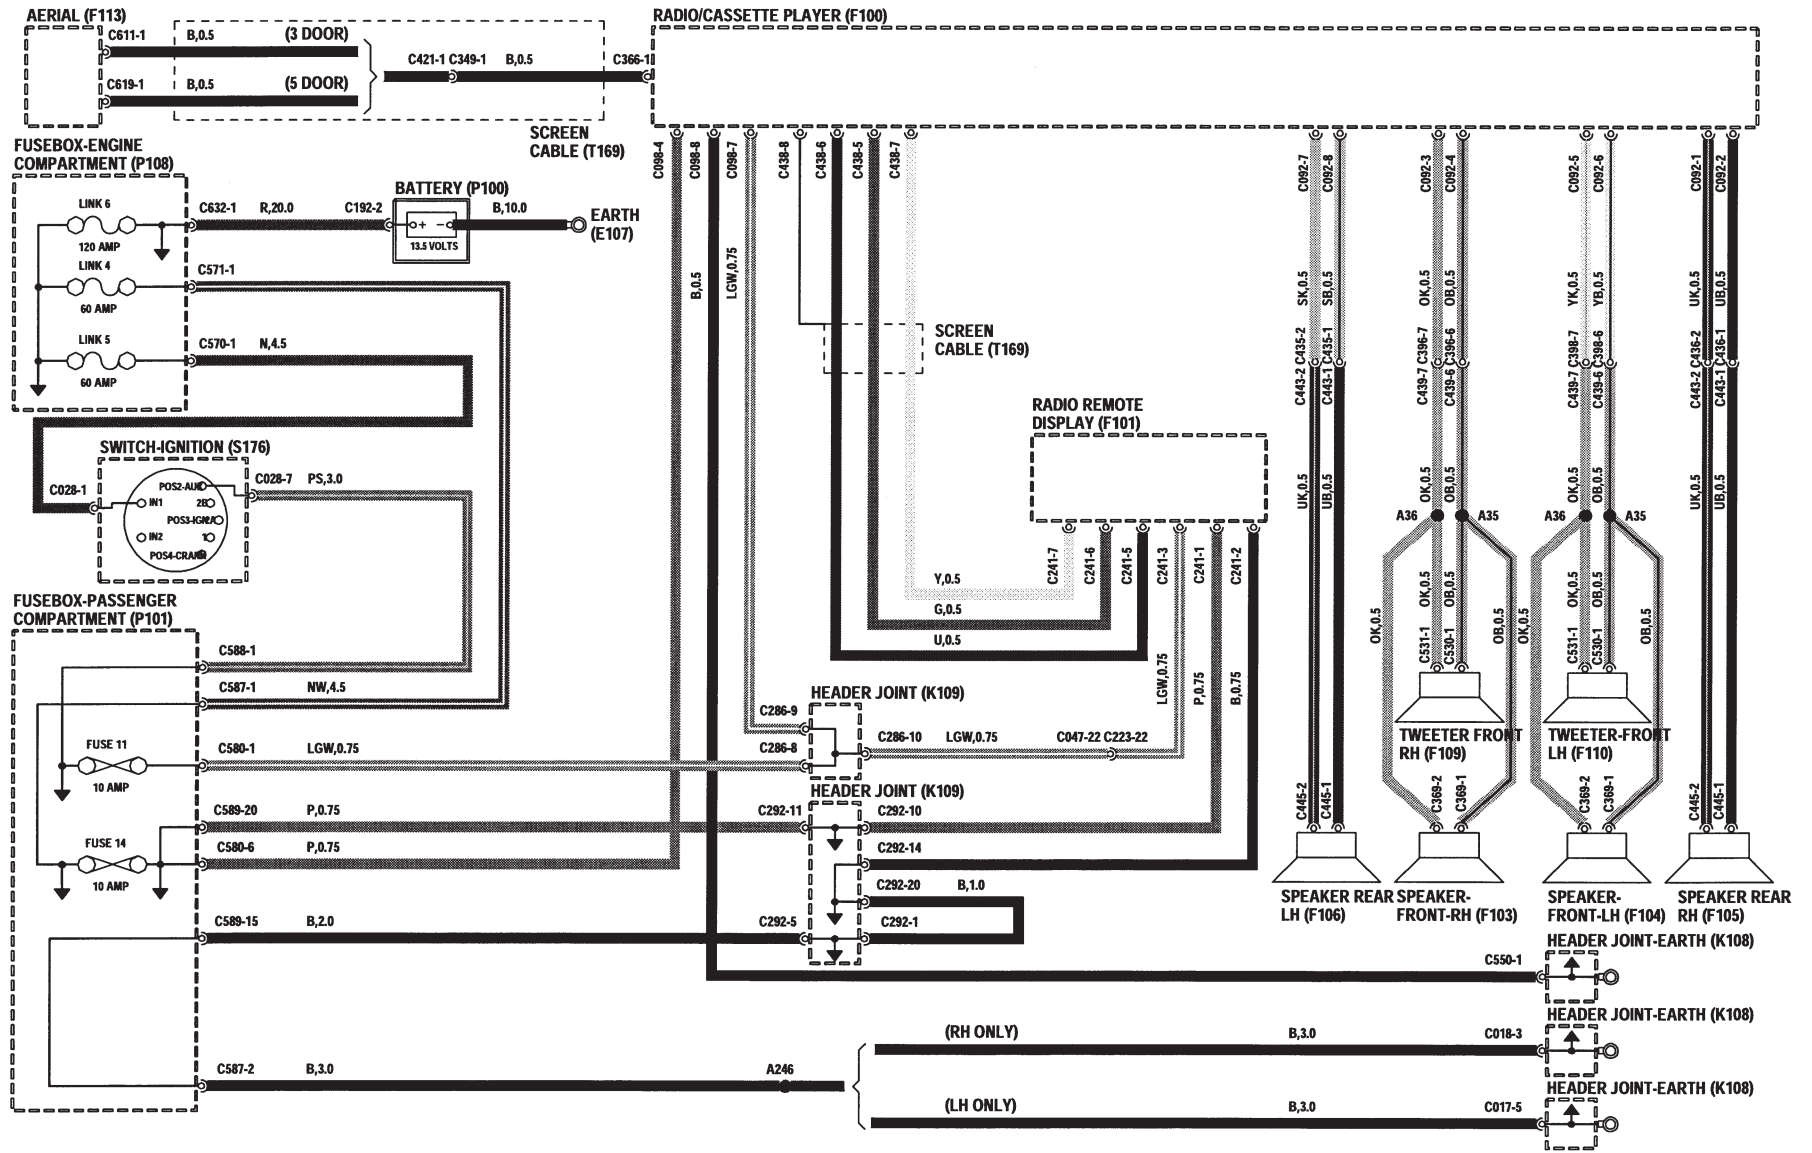 AERIAL (F113)
C611-1 B,0.5 (3 DOOR)
C619-1 B,0.5 (5 DOOR)
C421-1 C349-1 B,0.5 C366-1
SCREEN
CABLE (T169)
RADIO/CASSETTE PLAYER (F100)
FUSEBOX-ENGINE
COMPARTMENT (P108)
LINK 6
120 AMP
LINK 4
60 AMP
LINK 5
60 AMP
C632-1 R,20.0 C192-2
BATTERY (P100)
+ -
13.5 VOLTS
B,10.0
EARTH
(E107)
C571-1
C570-1 N,4.5
SWITCH-IGNITION (S176)
C028-1
IN1
IN2
POS2-AUX
2B
POS3-IGN
1
POS4-CRANK
C028-7 PS,3.0
FUSEBOX-PASSENGER
COMPARTMENT (P101)
C588-1
C587-1 NW,4.5
FUSE 11
10 AMP
C580-1 LGW,0.75
C589-20 P,0.75
FUSE 14
10 AMP
C580-6 P,0.75
C589-15 B,2.0
C587-2 B,3.0
A246
C098-4
C098-8
C098-7
C438-8
C438-6
C438-5
C438-7
B,0.5
LGW,0.75
SCREEN
CABLE (T169)
RADIO REMOTE
DISPLAY (F101)
C241-7
C241-6
C241-5
C241-3
C241-1
C241-2
Y,0.5
G,0.5
U,0.5
LGW,0.75
P,0.75
B,0.75
HEADER JOINT (K109)
C286-9
C286-8
C286-10 LGW,0.75 C047-22 C223-22
HEADER JOINT (K109)
C292-11
C292-10
C292-14
C292-20 B,1.0
C292-5
C292-1
C092-7
C092-8
C092-3
C092-4
C092-5
C092-6
C092-1
C092-2
SK,0.5
SB,0.5
OK,0.5
OB,0.5
YK,0.5
YB,0.5
UK,0.5
UB,0.5
C443-2 C435-2
C443-1 C435-1
C439-7 C396-7
C439-6 C396-6
C439-7 C398-7
C439-6 C398-6
C443-2 C436-2
C443-1 C436-1
UK,0.5
UB,0.5
OK,0.5
OB,0.5
OK,0.5
OB,0.5
UK,0.5
UB,0.5
A36
A35
A36
A35
OK,0.5
OK,0.5
OB,0.5
OB,0.5
OK,0.5
OK,0.5
OB,0.5
OB,0.5
C531-1
C530-1
C531-1
C530-1
TWEETER FRONT
RH (F109)
TWEETER-FRONT
LH (F110)
C445-2
C445-1
C369-2
C369-1
C369-2
C369-1
C445-2
C445-1
SPEAKER REAR
LH (F106)
SPEAKER-
FRONT-RH (F103)
SPEAKER-
FRONT-LH (F104)
SPEAKER REAR
RH (F105)
HEADER JOINT-EARTH (K108)
C550-1
HEADER JOINT-EARTH (K108)
(RH ONLY) B,3.0 C018-3
HEADER JOINT-EARTH (K108)
(LH ONLY) B,3.0 C017-5